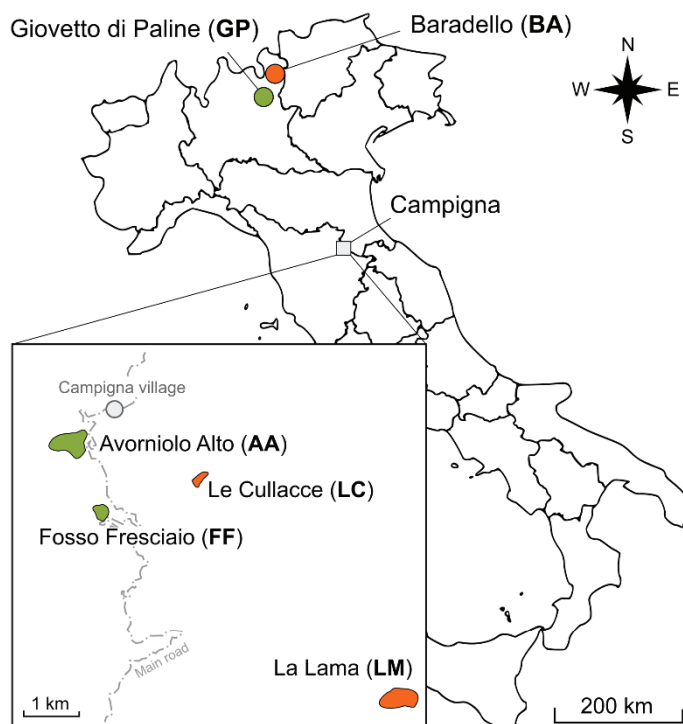 Giovetto di Paline (GP)
Baradello (BA)
N
W E
S
Campigna
Campigna village
Avorniolo Alto (AA)
Le Cullacce (LC)
Fosso Fresciaio (FF)
Main road
La Lama (LM)
1 km
200 km